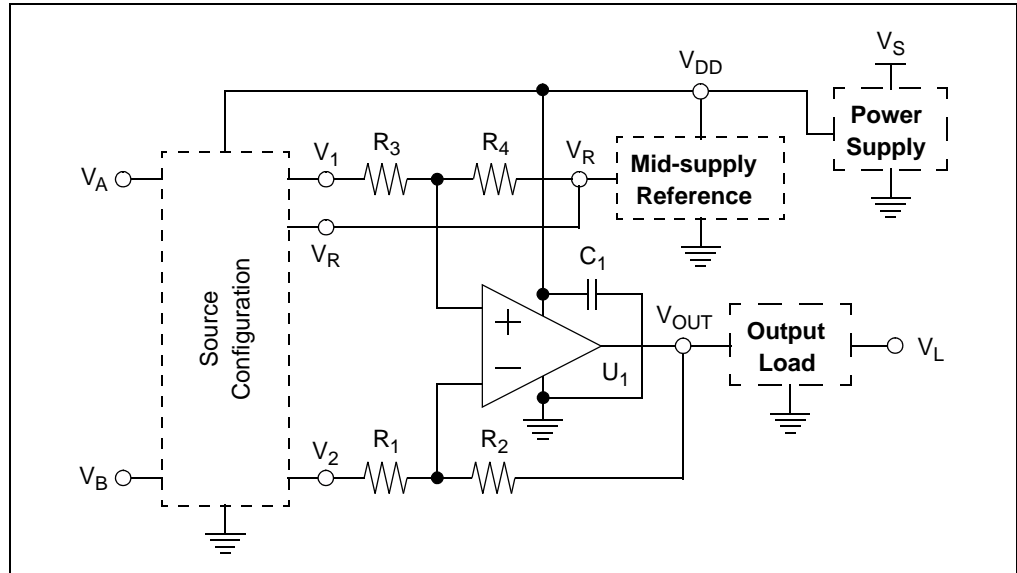 V_S
V_DD
Power
Supply
V_A
V_1
R_3
R_4
V_R
Mid-supply
Reference
V_R
Source
Configuration
C_1
+
−
U_1
V_OUT
Output
Load
V_L
V_B
V_2
R_1
R_2